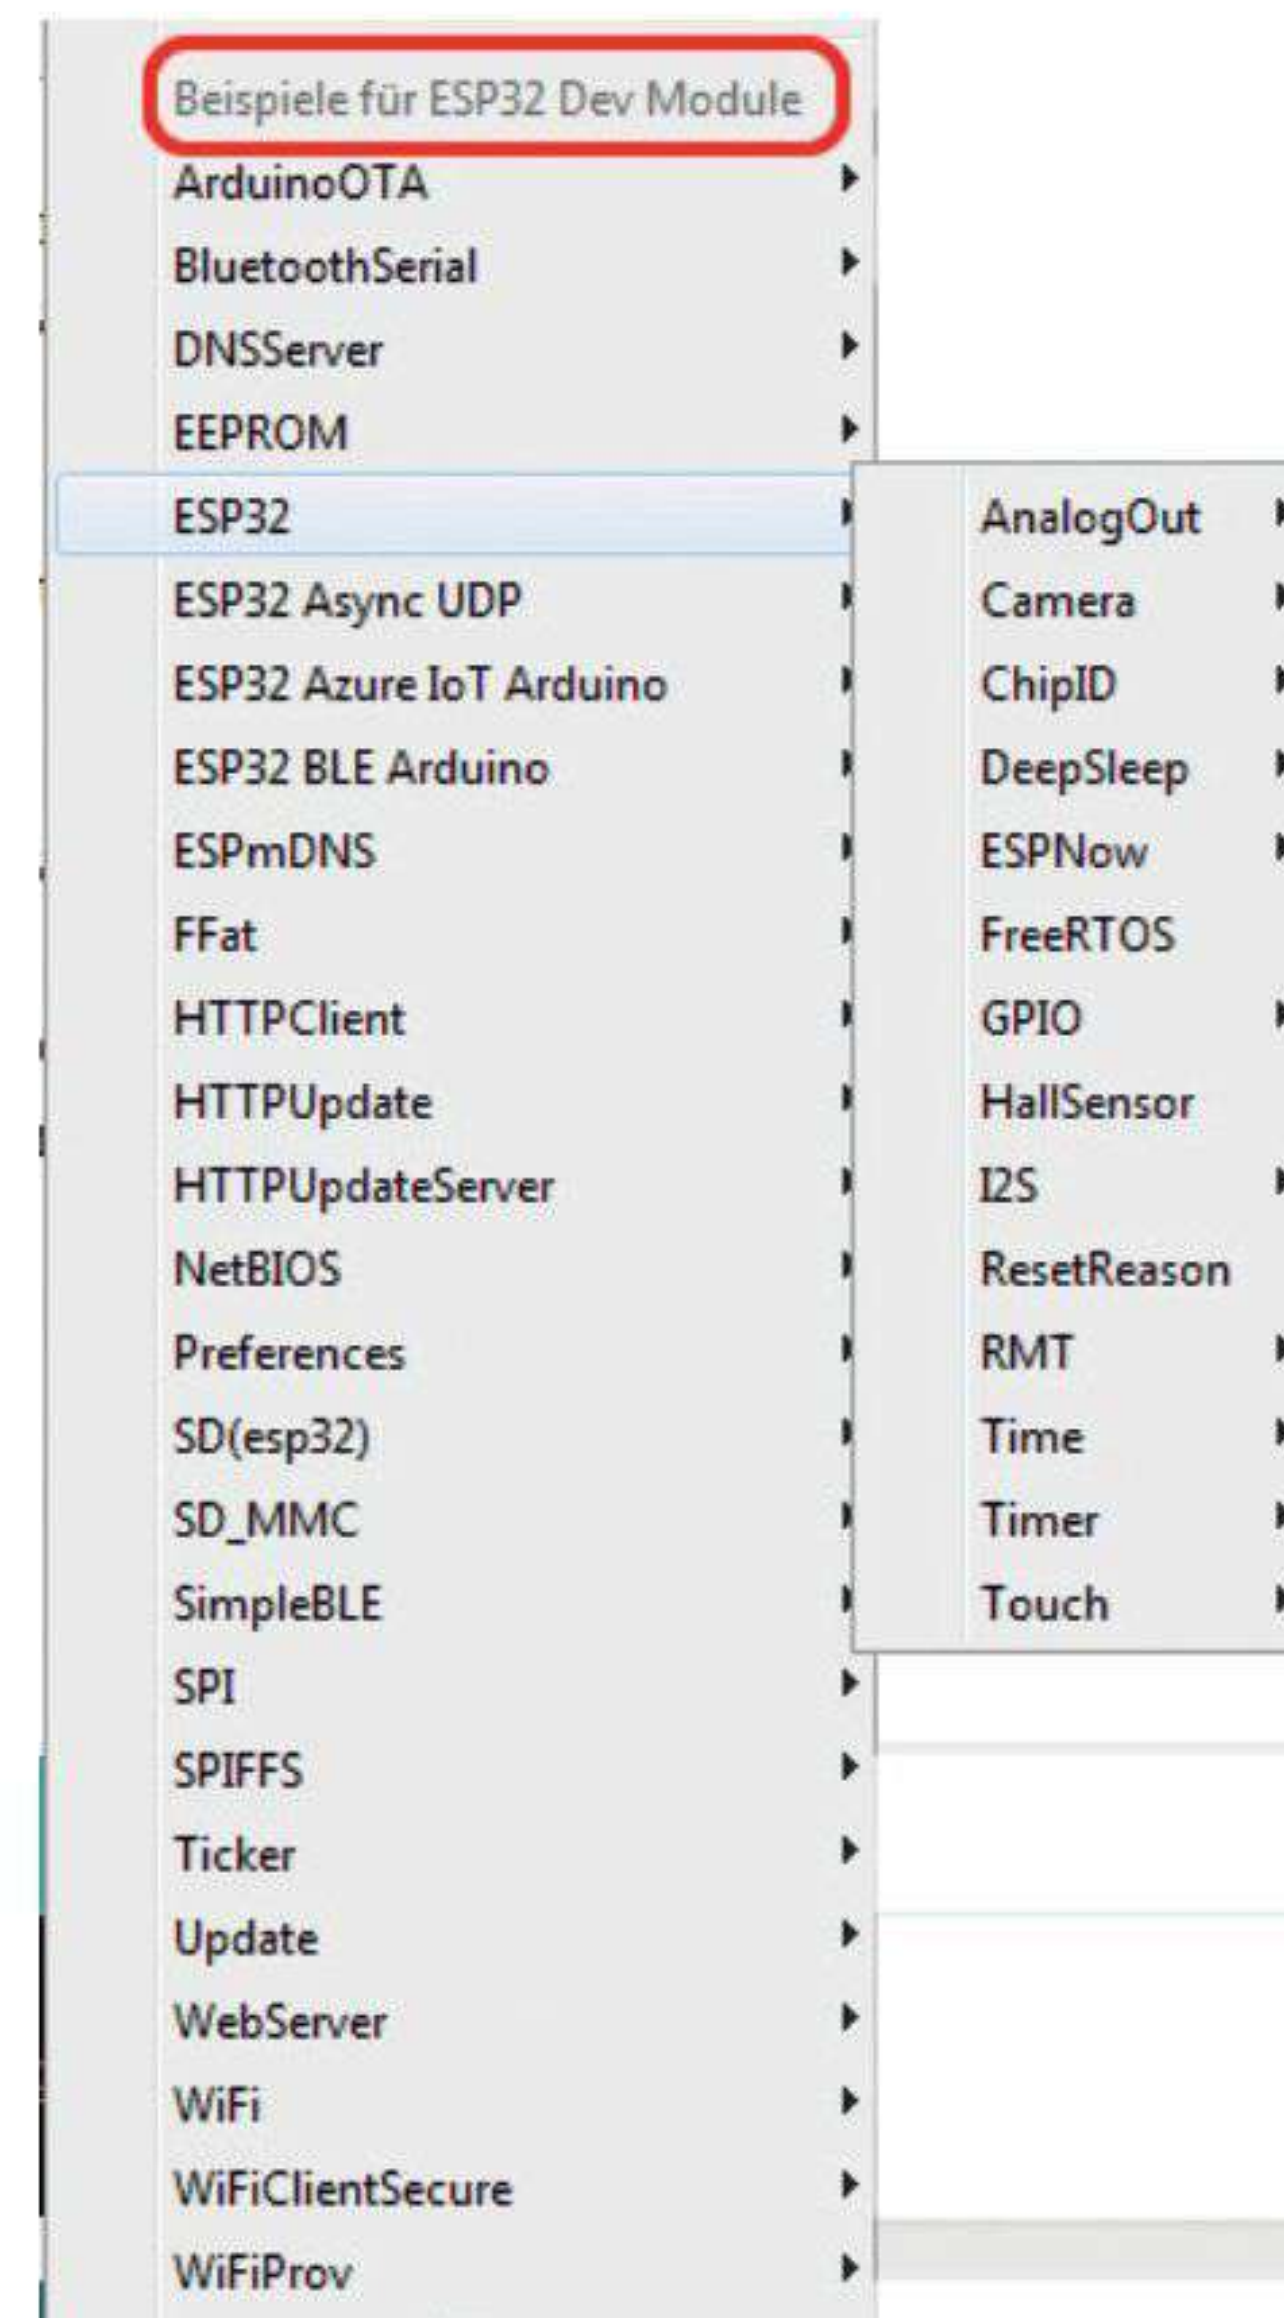 Beispiele für ESP32 Dev Module
ArduinoOTA
BluetoothSerial
DNSServer
EEPROM
ESP32
ESP32 Async UDP
ESP32 Azure IoT Arduino
ESP32 BLE Arduino
ESPmDNS
FFat
HTTPClient
HTTPUpdate
HTTPUpdateServer
NetBIOS
Preferences
SD(esp32)
SD_MMC
SimpleBLE
SPI
SPIFFS
Ticker
Update
WebServer
WiFi
WiFiClientSecure
WiFiProv
AnalogOut
Camera
ChipID
DeepSleep
ESPNow
FreeRTOS
GPIO
HallSensor
I2S
ResetReason
RMT
Time
Timer
Touch